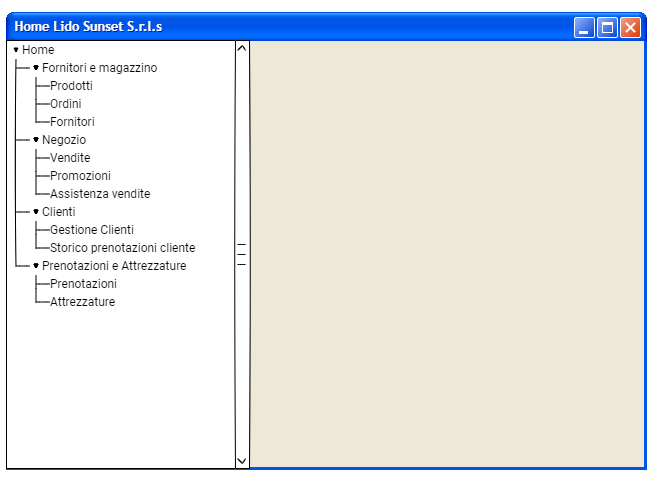 Home Lido Sunset S.r.l.s
Home
Fornitori e magazzino
Prodotti
Ordini
Fornitori
Negozio
Vendite
Promozioni
Assistenza vendite
Clienti
Gestione Clienti
Storico prenotazioni cliente
Prenotazioni e Attrezzature
Prenotazioni
Attrezzature